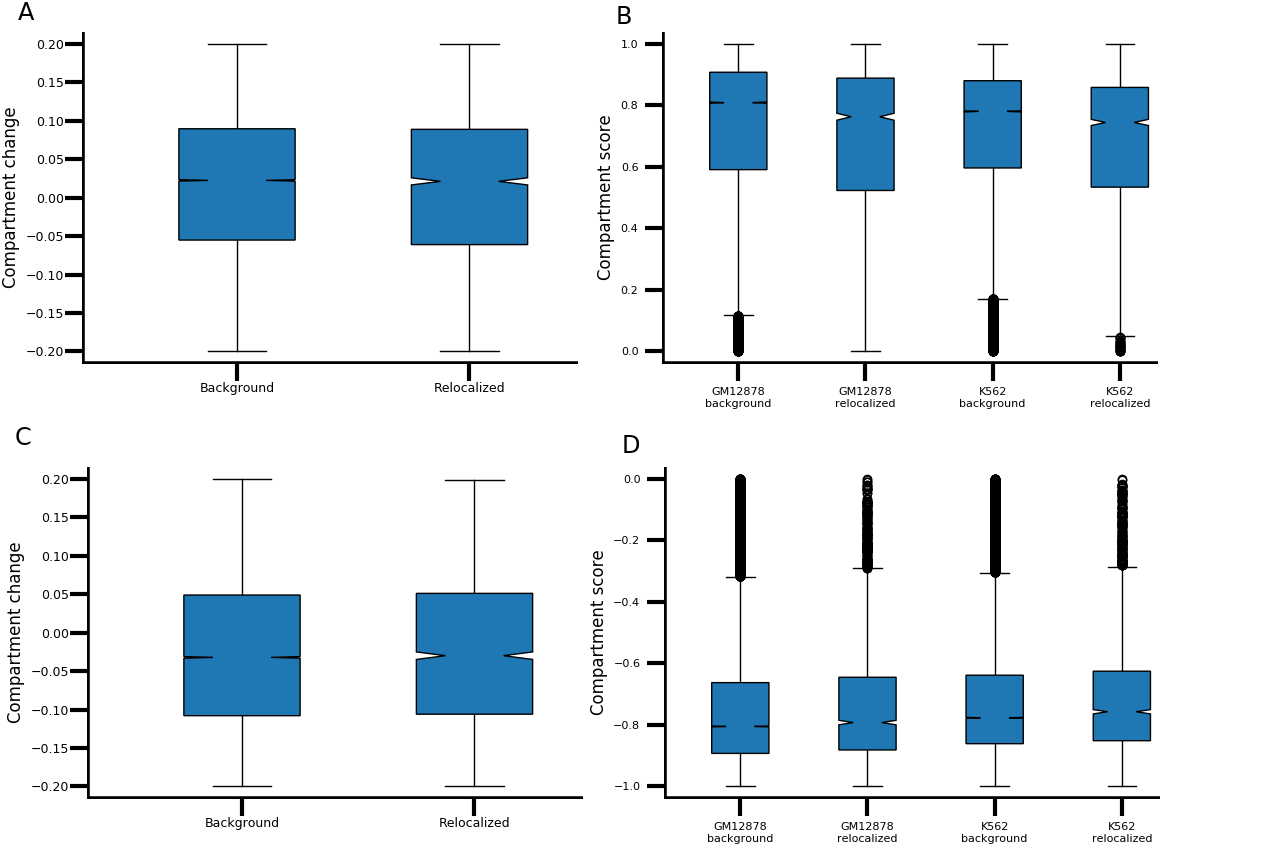 A
Compartment change
0.20
0.15
0.10
0.05
0.00
−0.05
−0.10
−0.15
−0.20
Background
Relocalized
B
Compartment score
1.0
0.8
0.6
0.4
0.2
0.0
GM12878
background
GM12878
relocalized
K562
background
K562
relocalized
C
Compartment change
0.20
0.15
0.10
0.05
0.00
−0.05
−0.10
−0.15
−0.20
Background
Relocalized
D
Compartment score
0.0
−0.2
−0.4
−0.6
−0.8
−1.0
GM12878
background
GM12878
relocalized
K562
background
K562
relocalized